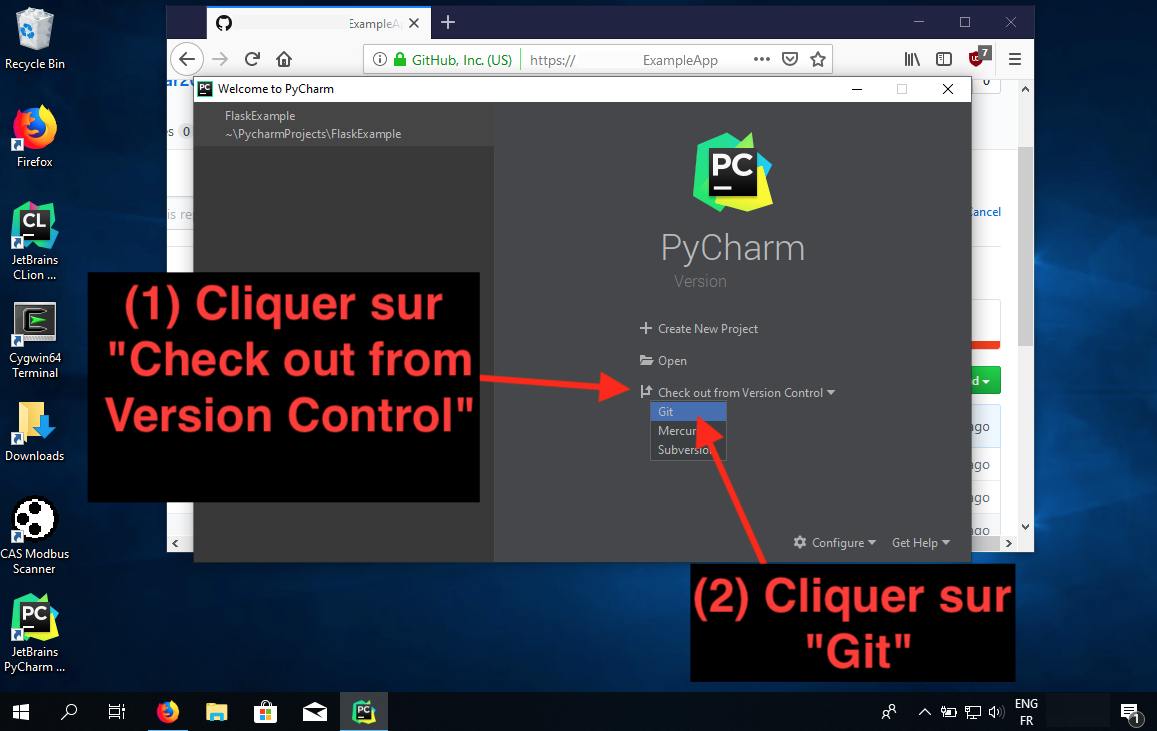 Recycle Bin
Firefox
JetBrains
CLion ...
Cygwin64
Terminal
Downloads
CAS Modbus
Scanner
JetBrains
PyCharm ...
ExampleA
GitHub, Inc. (US)
https://
ExampleApp
7
0
0
Cancel
ago
ago
ago
ago
Welcome to PyCharm
FlaskExample
~\PycharmProjects\FlaskExample
PC
PyCharm
Version
Create New Project
Open
Check out from Version Control
Git
Mercur
Subversion
Configure
Get Help
(1) Cliquer sur
"Check out from
Version Control"
(2) Cliquer sur
"Git"
ENG
FR
1